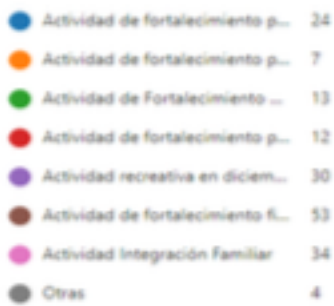 Actividad de fortalecimiento p... 24
Actividad de fortalecimiento p... 7
Actividad de Fortalecimiento ... 13
Actividad de fortalecimiento p... 12
Actividad recreativa en diciem... 30
Actividad de fortalecimiento fi... 53
Actividad Integración Familiar 34
Otras 4